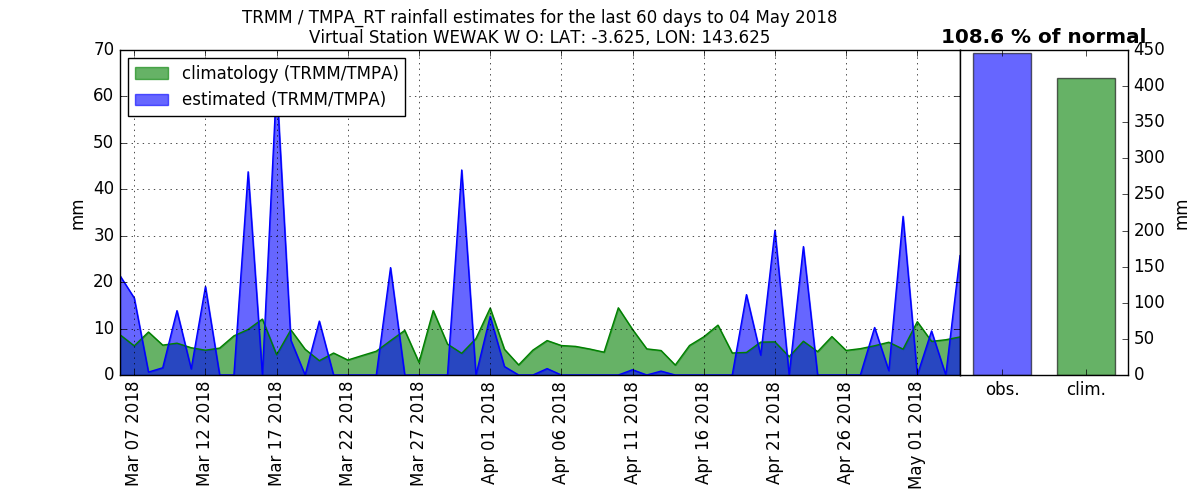 TRMM / TMPA_RT rainfall estimates for the last 60 days to 04 May 2018
Virtual Station WEWAK W O: LAT: -3.625, LON: 143.625
108.6 % of normal
climatology (TRMM/TMPA)
estimated (TRMM/TMPA)
70
60
50
40
30
20
10
0
mm
Mar 07 2018
Mar 12 2018
Mar 17 2018
Mar 22 2018
Mar 27 2018
Apr 01 2018
Apr 06 2018
Apr 11 2018
Apr 16 2018
Apr 21 2018
Apr 26 2018
May 01 2018
450
400
350
300
250
200
150
100
50
0
mm
obs.
clim.